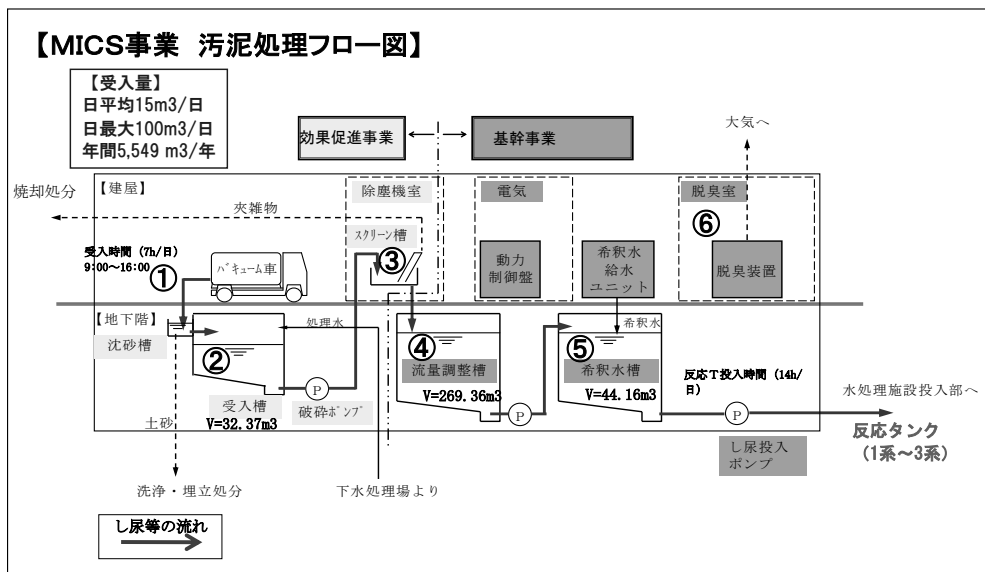 【MICS事業 汚泥処理フロー図】
【受入量】
日平均15m3/日
日最大100m3/日
年間5,549 m3/年
効果促進事業
基幹事業
大気へ
焼却処分
【建屋】
除塵機室
電気
脱臭室
夾雑物
⑥
スクリーン槽
受入時間 (7h/日)
9:00～16:00
①
バキューム車
③
動力
制御盤
希釈水
給水
ユニット
脱臭装置
【地下階】
処理水
希釈水
沈砂槽
②
④
⑤
流量調整槽
希釈水槽
反応T投入時間 (14h/
日)
V=269.36m3
V=44.16m3
水処理施設投入部へ
P
受入槽
破砕ポンプ
P
P
反応タンク
(1系～3系)
V=32.37m3
土砂
し尿投入
ポンプ
洗浄・埋立処分
下水処理場より
し尿等の流れ